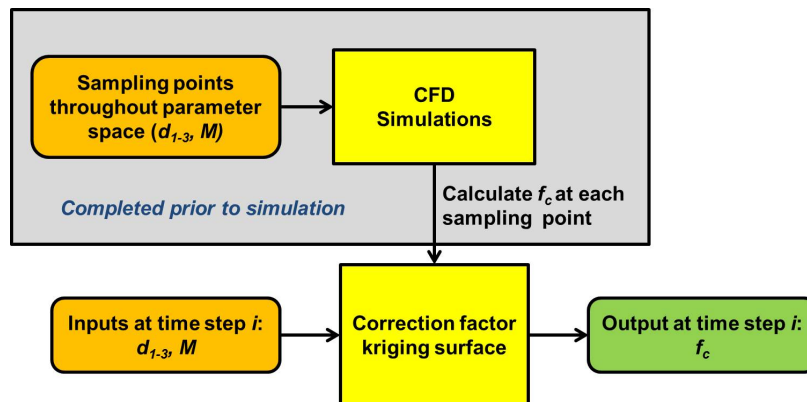 Sampling points
throughout parameter
space (d1-3, M)
CFD
Simulations
Completed prior to simulation
Calculate fc at each
sampling point
Inputs at time step i:
d1-3, M
Correction factor
kriging surface
Output at time step i:
fc